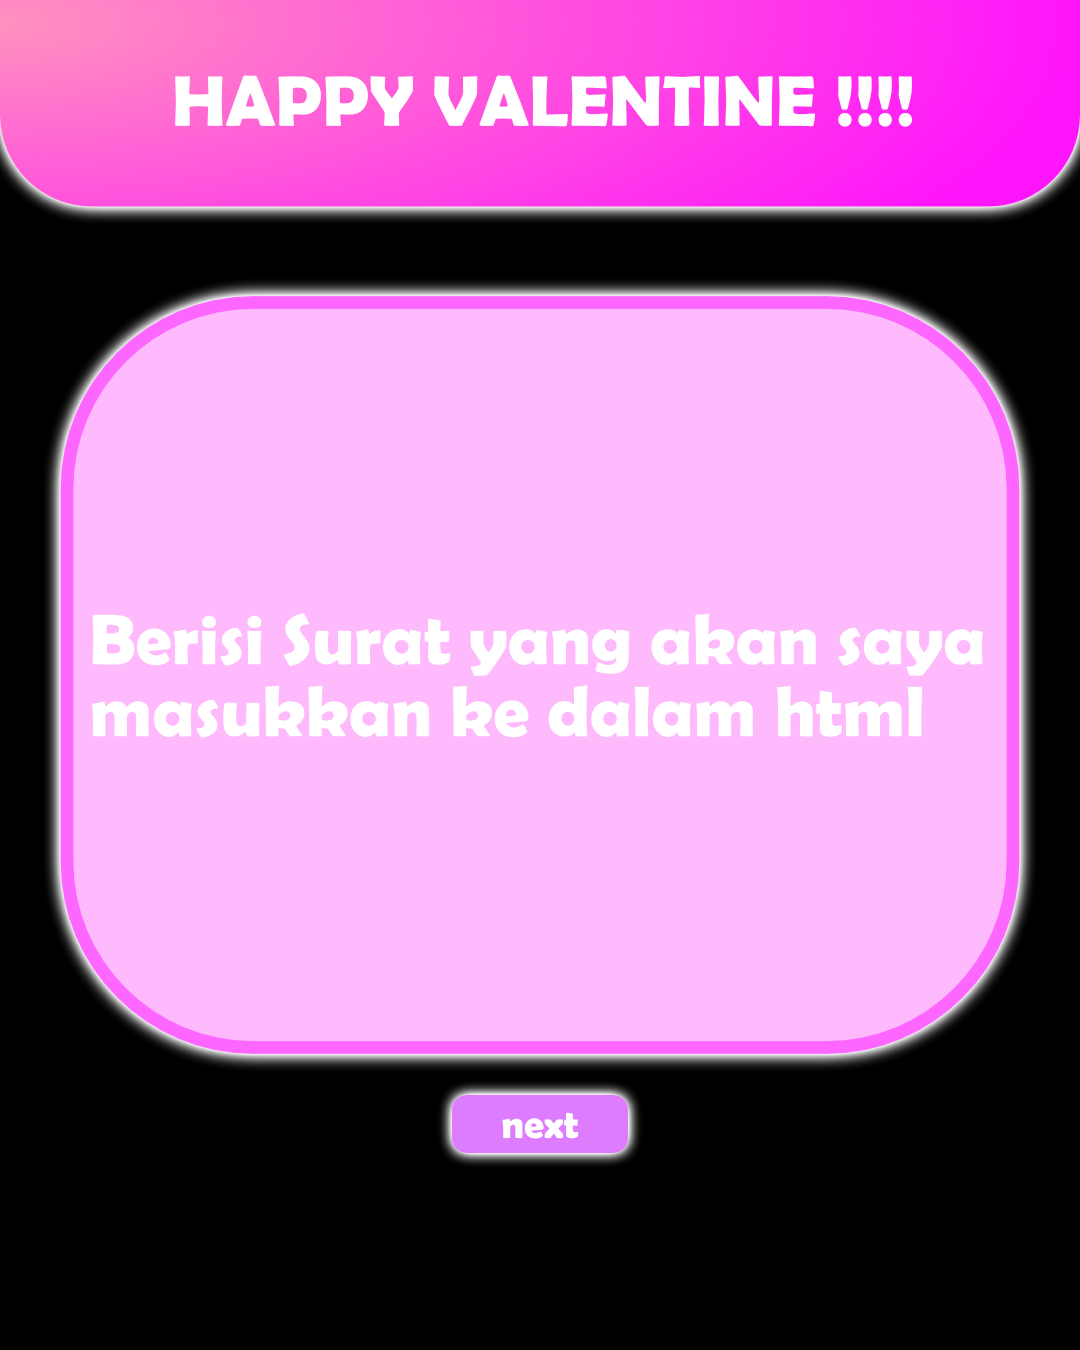 HAPPY VALENTINE !!!!
Berisi Surat yang akan saya
masukkan ke dalam html
next